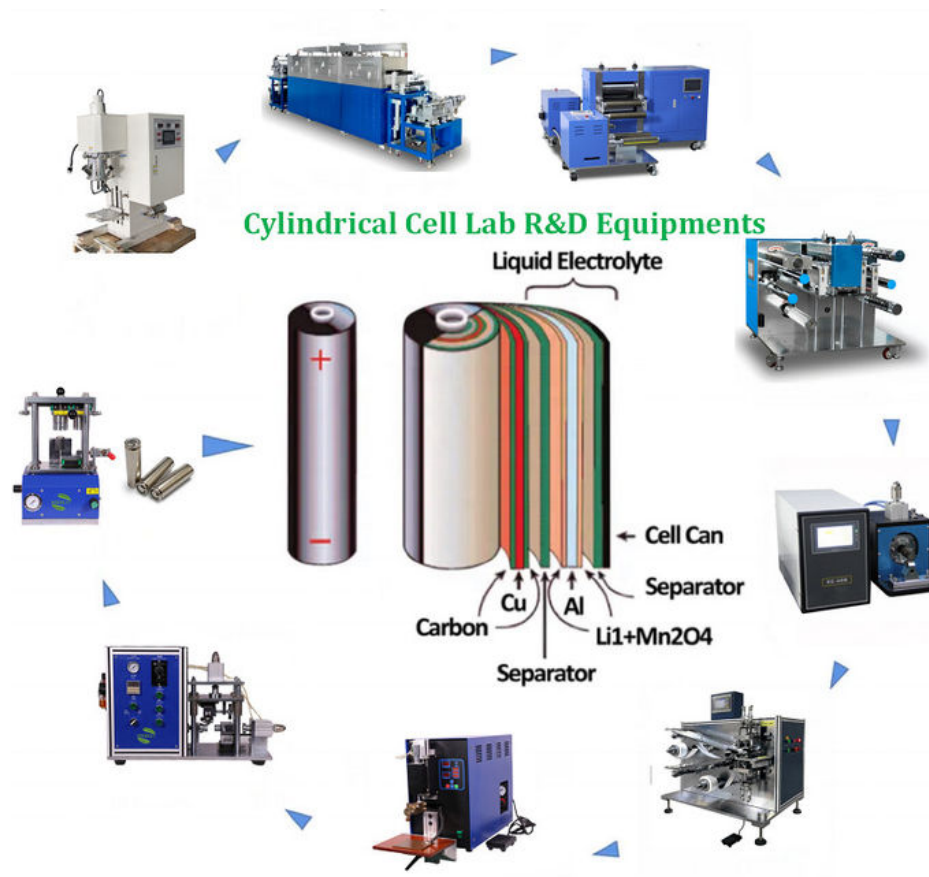 Cylindrical Cell Lab R&D Equipments
Liquid Electrolyte
+
−
Cell Can
Separator
Cu
Al
Carbon
Li1+Mn2O4
Separator